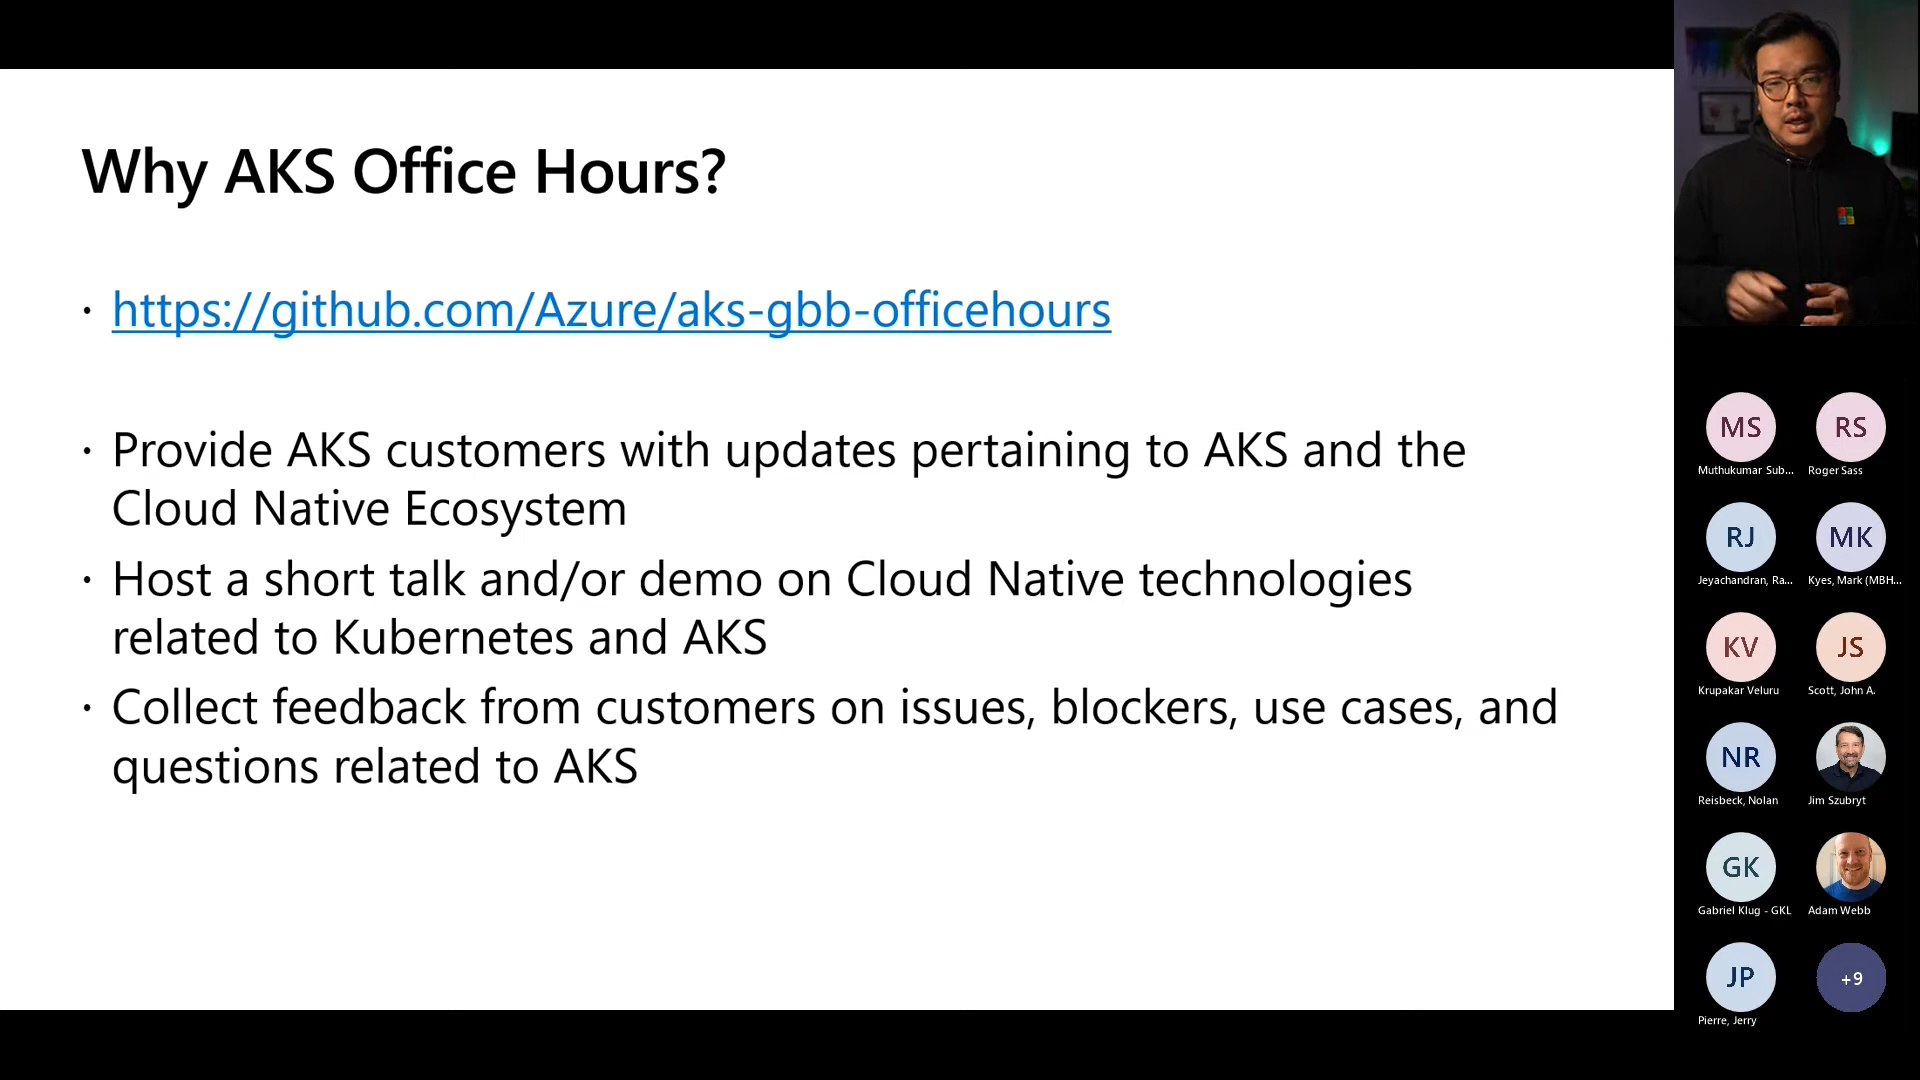 Why AKS Office Hours?
• https://github.com/Azure/aks-gbb-officehours
• Provide AKS customers with updates pertaining to AKS and the
Cloud Native Ecosystem
• Host a short talk and/or demo on Cloud Native technologies
related to Kubernetes and AKS
• Collect feedback from customers on issues, blockers, use cases, and
questions related to AKS
MS
Muthukumar Sub...
RS
Roger Sass
RJ
Jeyachandran, Ra...
MK
Kyes, Mark (MBH...
KV
Krupakar Veluru
JS
Scott, John A.
NR
Reisbeck, Nolan
Jim Szubryt
GK
Gabriel Klug - GKL
Adam Webb
JP
Pierre, Jerry
+9